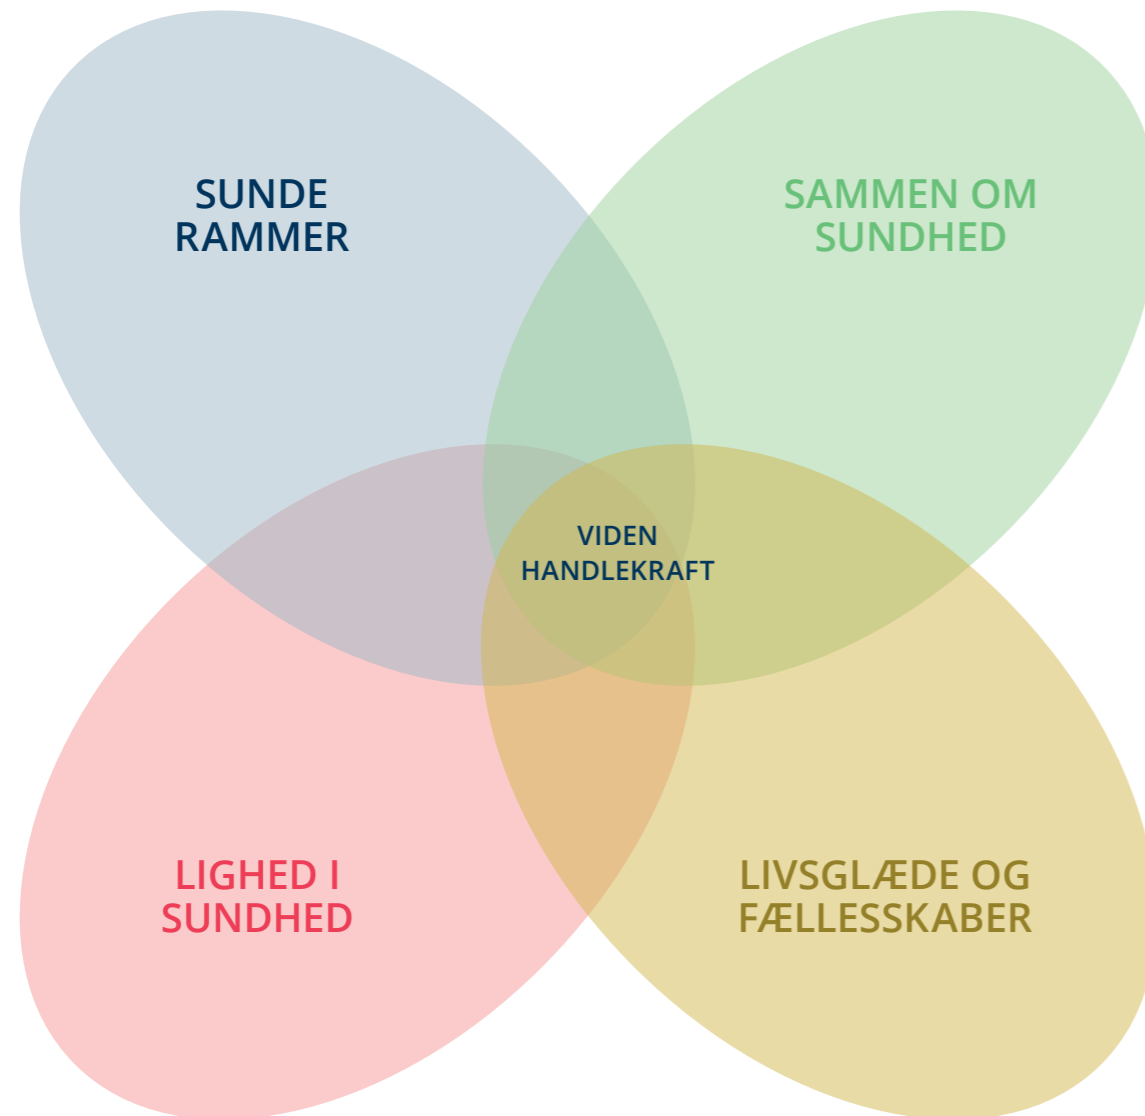 SUNDE
RAMMER
SAMMEN OM
SUNDHED
VIDEN
HANDLEKRAFT
LIGHED I
SUNDHED
LIVSGLÆDE OG
FÆLLESSKABER